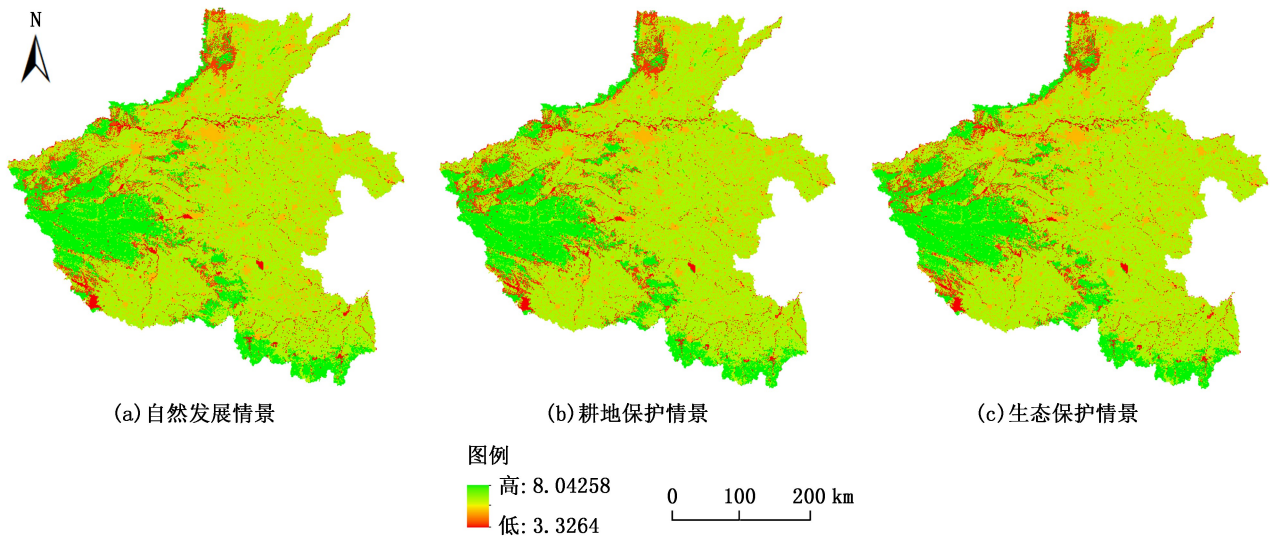 N
(a)自然发展情景
(b)耕地保护情景
(c)生态保护情景
图例
高: 8.04258
低: 3.3264
0 100 200 km